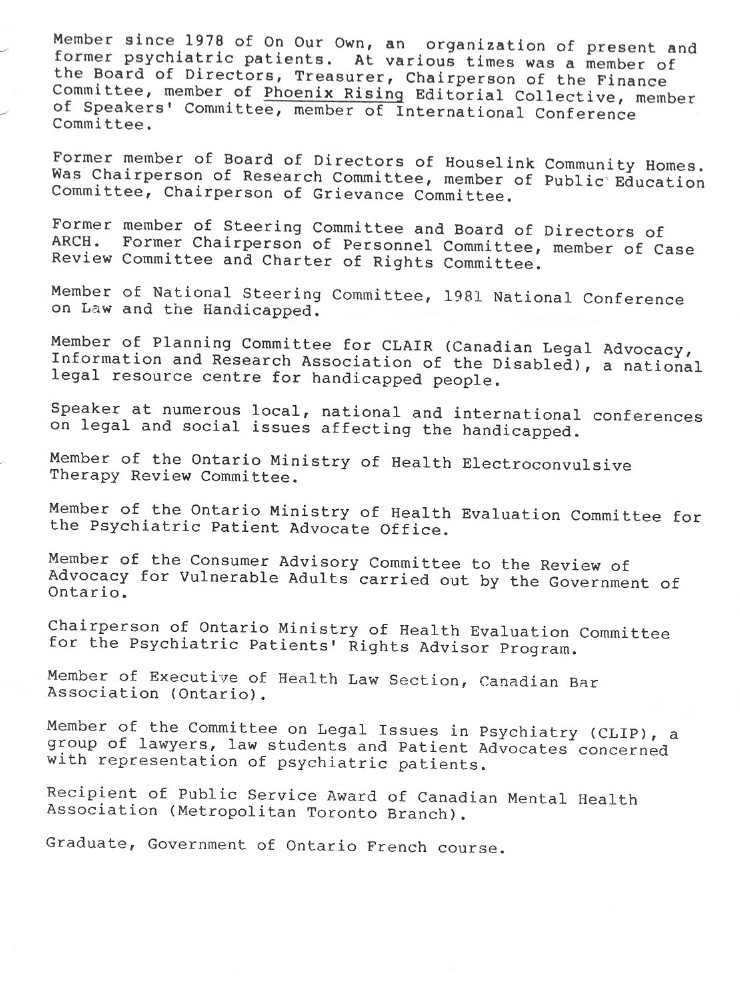 Member since 1978 of On Our Own, an  organization of present and
former psychiatric patients.  At various times was a member of
the Board of Directors, Treasurer, Chairperson of the Finance
Committee, member of Phoenix Rising Editorial Collective, member
of Speakers' Committee, member of International Conference
Committee.
Former member of Board of Directors of Houselink Community Homes.
Was Chairperson of Research Committee, member of Public Education
Committee, Chairperson of Grievance Committee.
Former member of Steering Committee and Board of Directors of
ARCH.  Former Chairperson of Personnel Committee, member of Case
Review Committee and Charter of Rights Committee.
Member of National Steering Committee, 1981 National Conference
on Law and the Handicapped.
Member of Planning Committee for CLAIR (Canadian Legal Advocacy,
Information and Research Association of the Disabled), a national
legal resource centre for handicapped people.
Speaker at numerous local, national and international conferences
on legal and social issues affecting the handicapped.
Member of the Ontario Ministry of Health Electroconvulsive
Therapy Review Committee.
Member of the Ontario Ministry of Health Evaluation Committee for
the Psychiatric Patient Advocate Office.
Member of the Consumer Advisory Committee to the Review of
Advocacy for Vulnerable Adults carried out by the Government of
Ontario.
Chairperson of Ontario Ministry of Health Evaluation Committee
for the Psychiatric Patients' Rights Advisor Program.
Member of Executive of Health Law Section, Canadian Bar
Association (Ontario).
Member of the Committee on Legal Issues in Psychiatry (CLIP), a
group of lawyers, law students and Patient Advocates concerned
with representation of psychiatric patients.
Recipient of Public Service Award of Canadian Mental Health
Association (Metropolitan Toronto Branch).
Graduate, Government of Ontario French course.